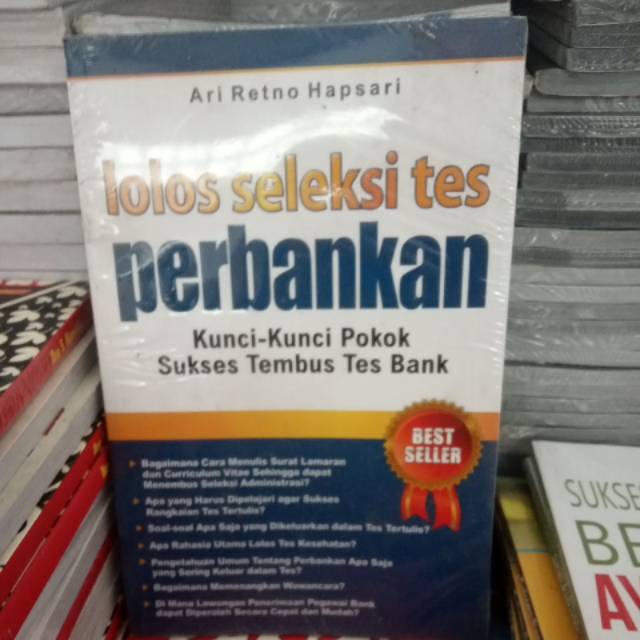 Ari Retno Hapsari
lolos seleksi tes
perbankan
Kunci-Kunci Pokok
Sukses Tembus Tes Bank
BEST
SELLER
Bagaimana Cara Menulis Surat Lamaran
dan Curriculum Vitae Sehingga dapat
Menembus Seleksi Administrasi?
Apa yang Harus Dipelajari agar Sukses
Rangkaian Tes Tertulis?
Soal-soal Apa Saja yang Dikeluarkan dalam Tes Tertulis?
Apa Rahasia Utama Lolos Tes Kesehatan?
Pengetahuan Umum Tentang Perbankan Apa Saja
yang Sering Keluar dalam Tes?
Bagaimana Memenangkan Wawancara?
Di Mana Lowongan Penerimaan Pegawai Bank
dapat Diperoleh Secara Cepat dan Mudah?
SUKSE
BE
AY